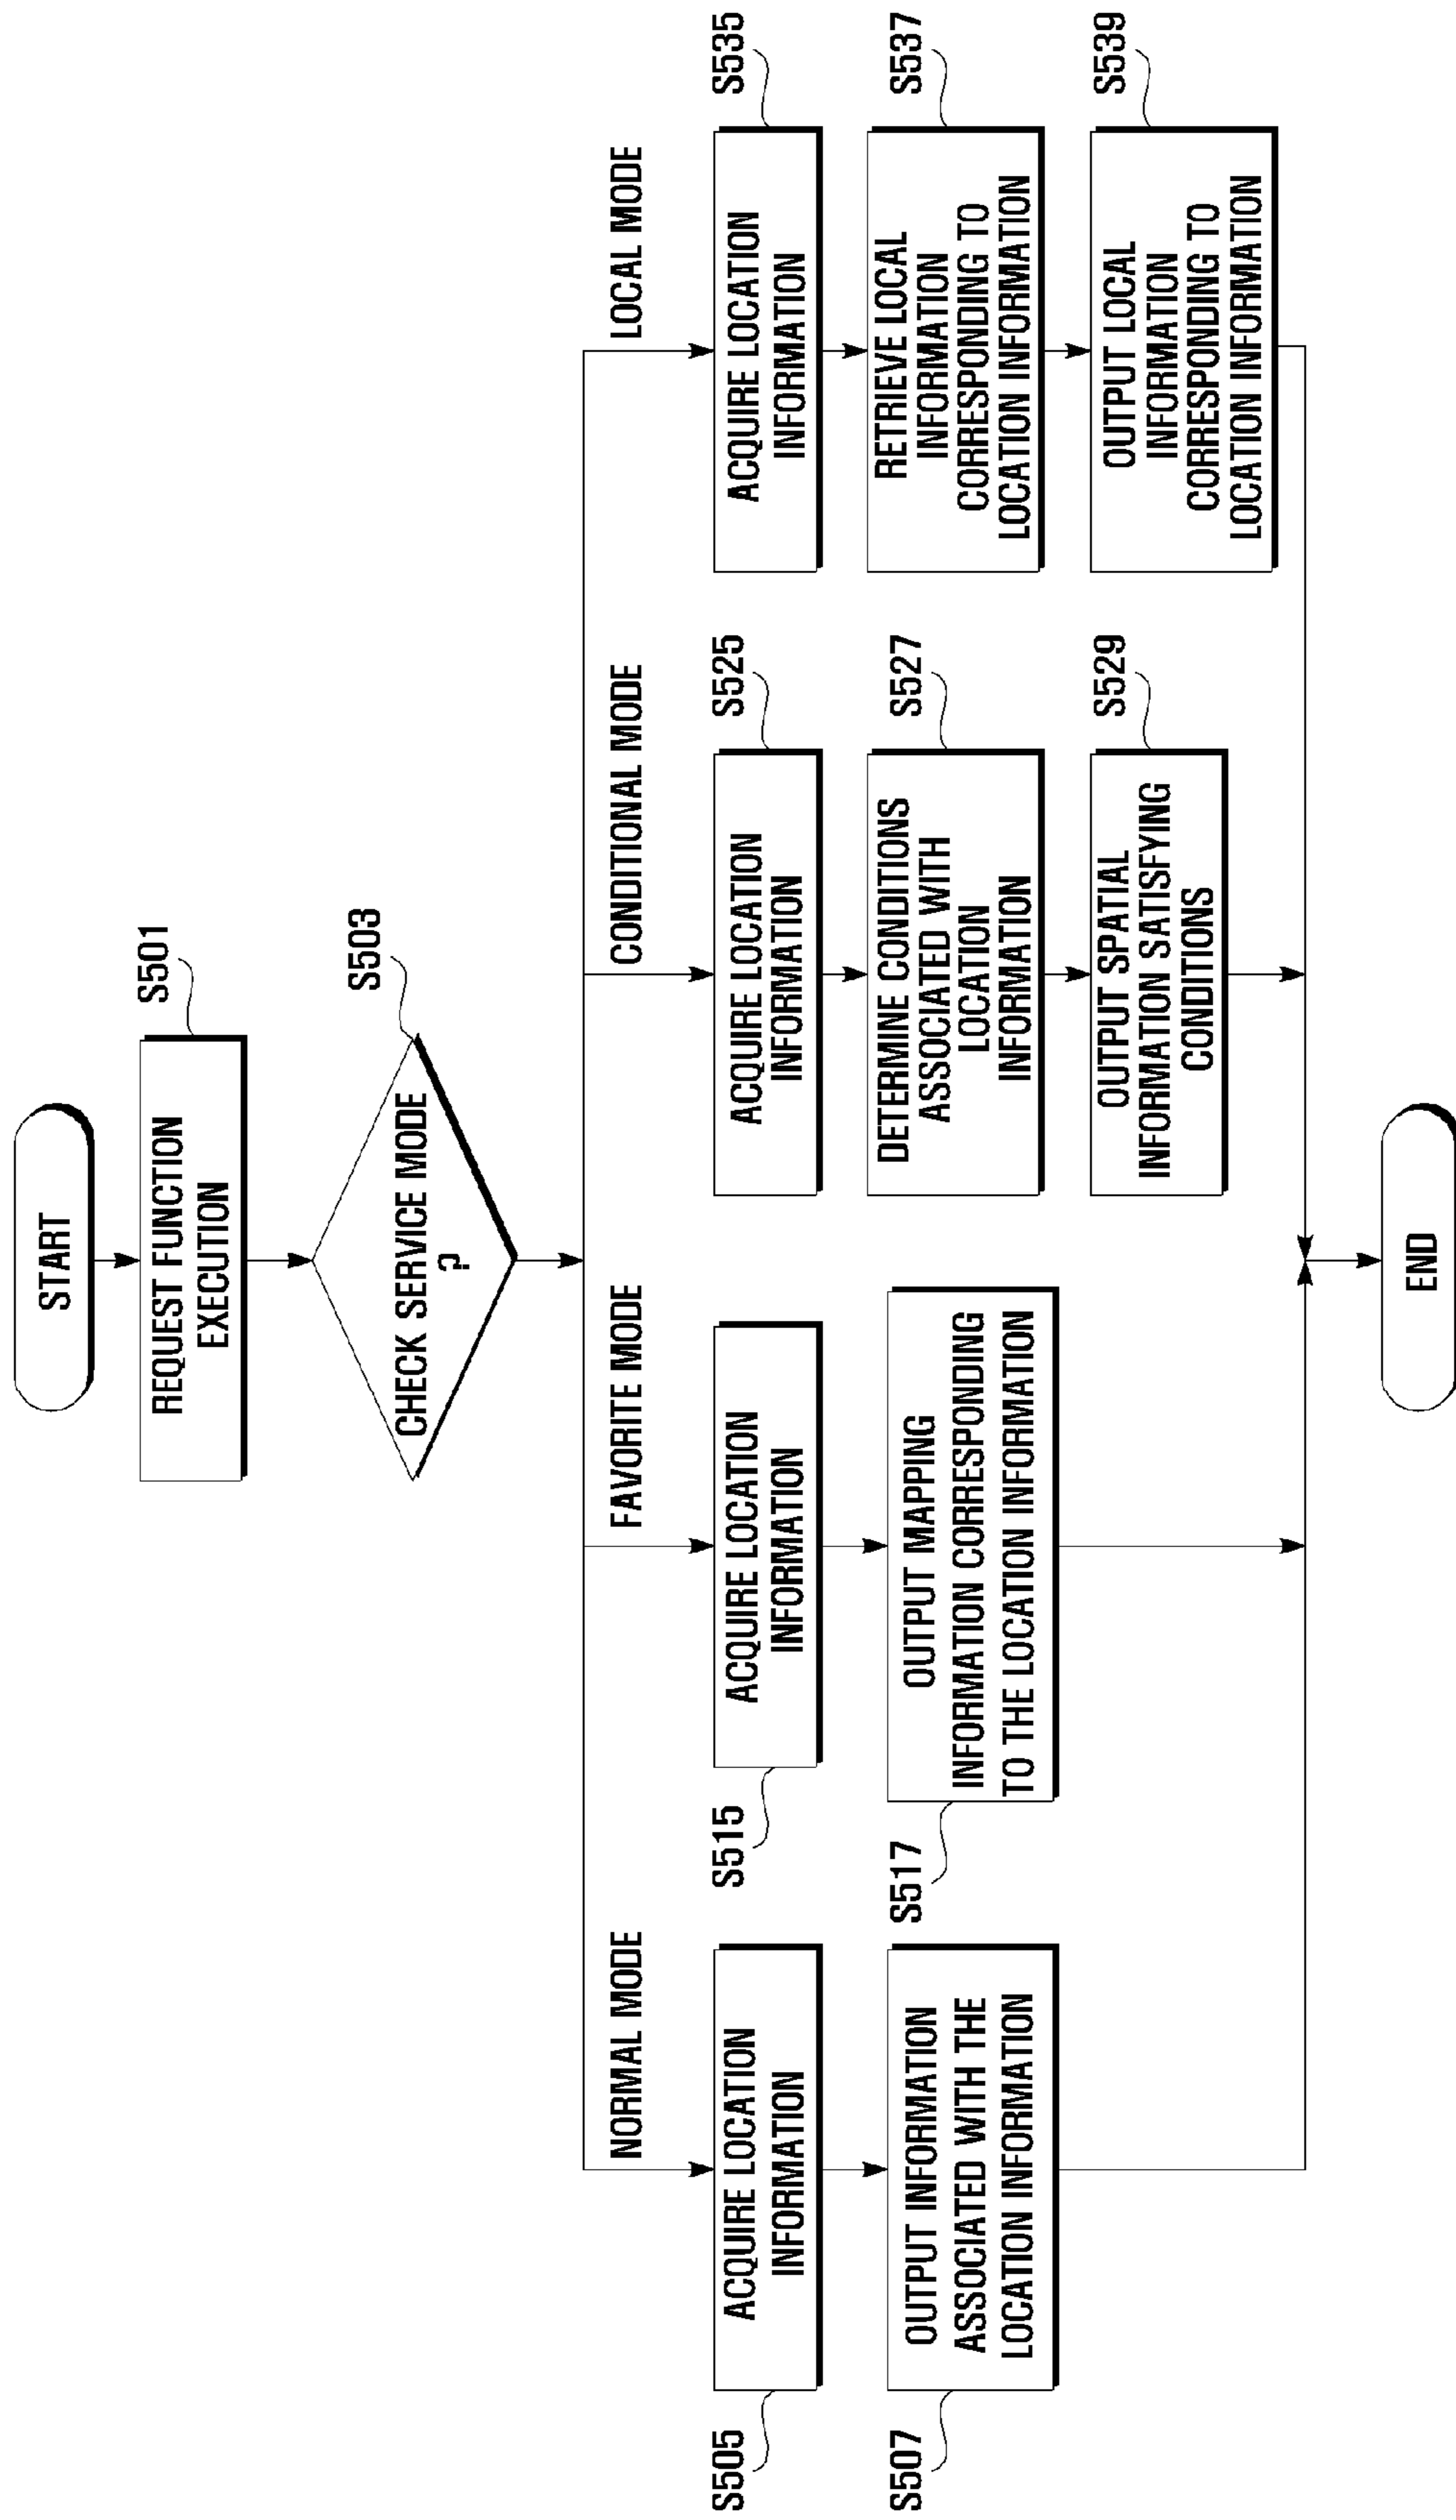 START
S501
REQUEST FUNCTION
EXECUTION
S503
CHECK SERVICE MODE
?
NORMAL MODE
FAVORITE MODE
CONDITIONAL MODE
LOCAL MODE
S505
ACQUIRE LOCATION
INFORMATION
S515
ACQUIRE LOCATION
INFORMATION
S525
ACQUIRE LOCATION
INFORMATION
S535
ACQUIRE LOCATION
INFORMATION
S507
OUTPUT INFORMATION
ASSOCIATED WITH THE
LOCATION INFORMATION
S517
OUTPUT MAPPING
INFORMATION CORRESPONDING
TO THE LOCATION INFORMATION
S527
DETERMINE CONDITIONS
ASSOCIATED WITH
LOCATION
INFORMATION
S537
RETRIEVE LOCAL
INFORMATION
CORRESPONDING TO
LOCATION INFORMATION
S529
OUTPUT SPATIAL
INFORMATION SATISFYING
CONDITIONS
S539
OUTPUT LOCAL
INFORMATION
CORRESPONDING TO
LOCATION INFORMATION
END